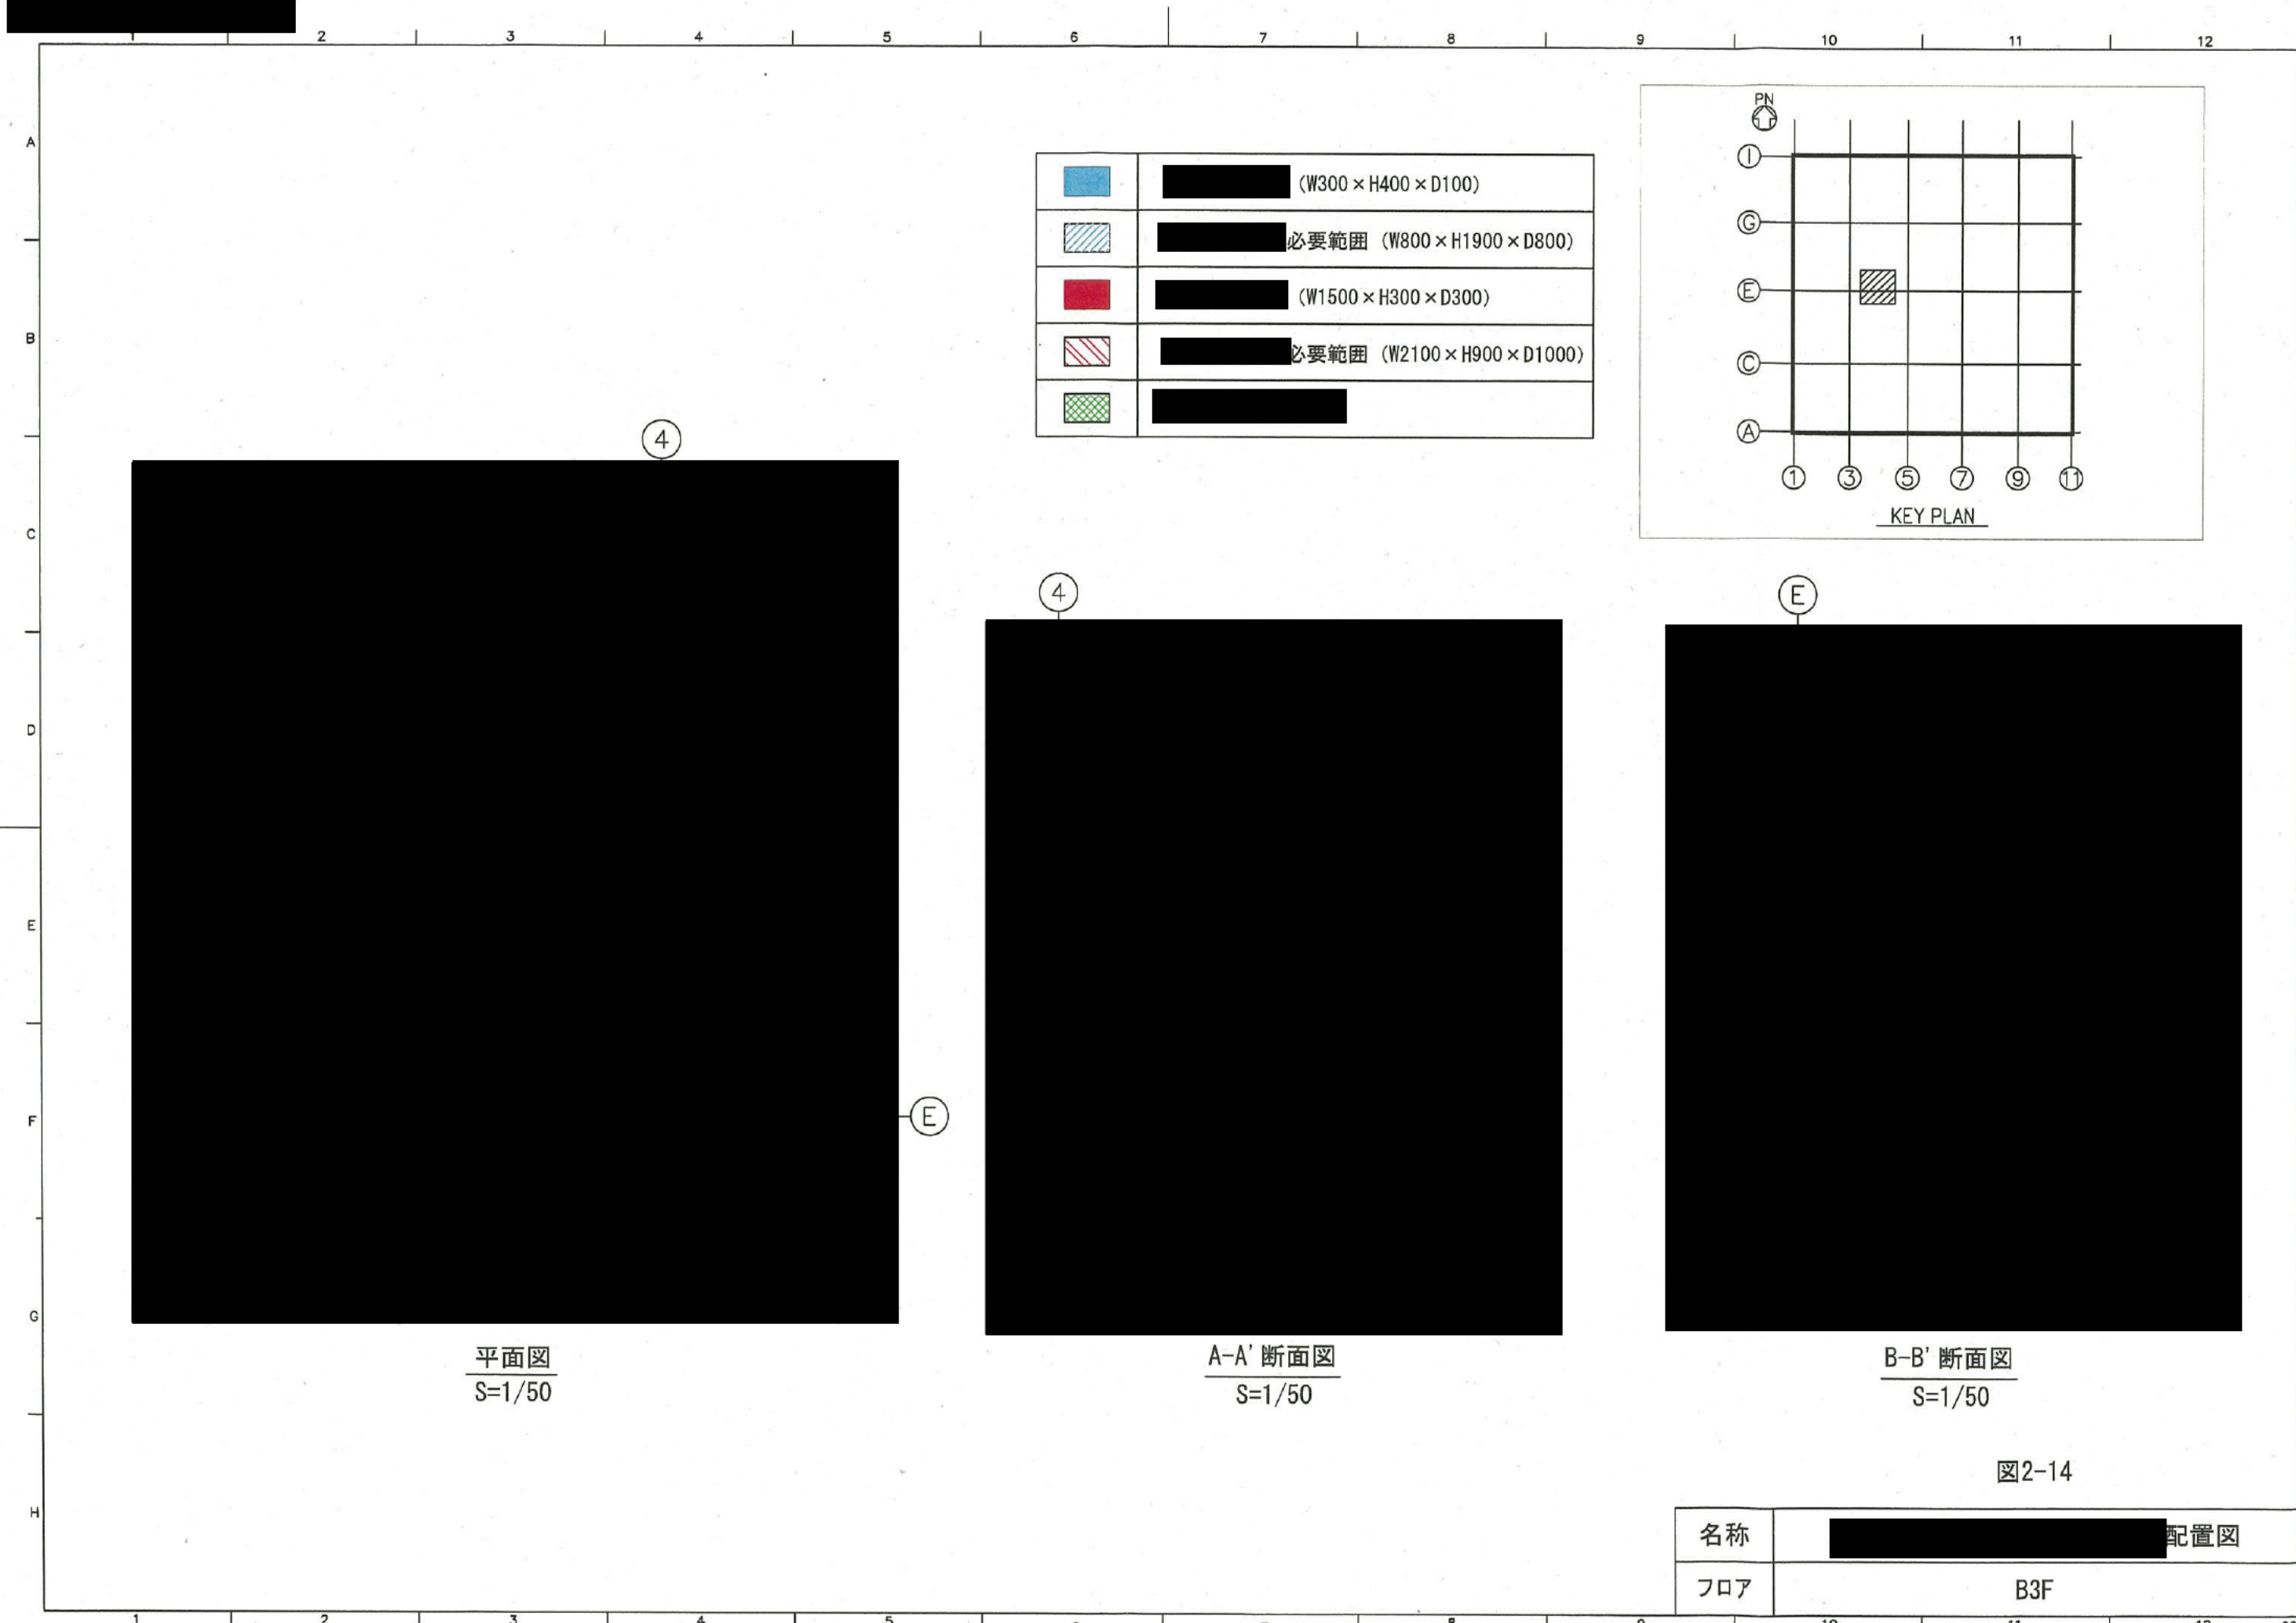 1 2 3 4 5 6 7 8 9 10 11 12
A
B
C
D
E
F
G
H
(W300×H400×D100)
必要範囲 (W800×H1900×D800)
(W1500×H300×D300)
必要範囲 (W2100×H900×D1000)
PN
I
G
E
C
A
1 3 5 7 9 11
KEY PLAN
4
E
4
E
平面図
S=1/50
A-A' 断面図
S=1/50
B-B' 断面図
S=1/50
図2-14
名称 配置図
フロア B3F